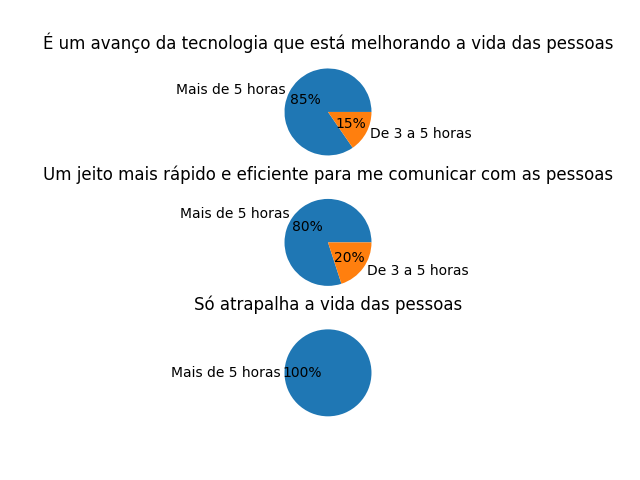 É um avanço da tecnologia que está melhorando a vida das pessoas
Mais de 5 horas
85%
15%
De 3 a 5 horas
Um jeito mais rápido e eficiente para me comunicar com as pessoas
Mais de 5 horas
80%
20%
De 3 a 5 horas
Só atrapalha a vida das pessoas
Mais de 5 horas
100%